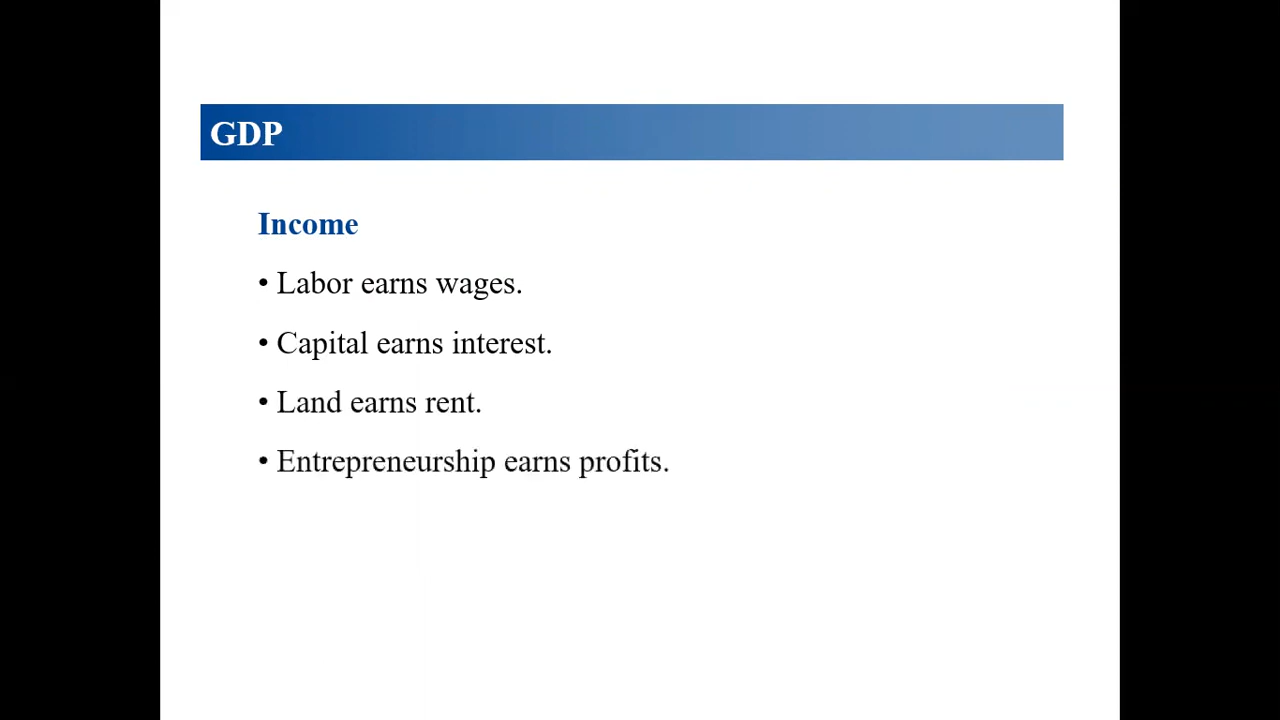 GDP
Income
• Labor earns wages.
• Capital earns interest.
• Land earns rent.
• Entrepreneurship earns profits.